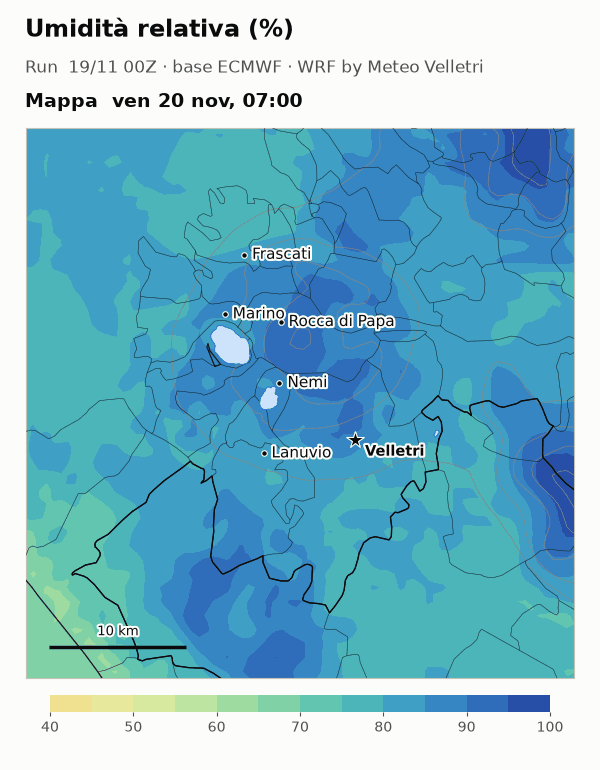 Umidità relativa (%)
Run  19/11 00Z · base ECMWF · WRF by Meteo Velletri
Mappa  ven 20 nov, 07:00
Frascati
Marino
Rocca di Papa
Nemi
Velletri
Lanuvio
10 km
40 50 60 70 80 90 100